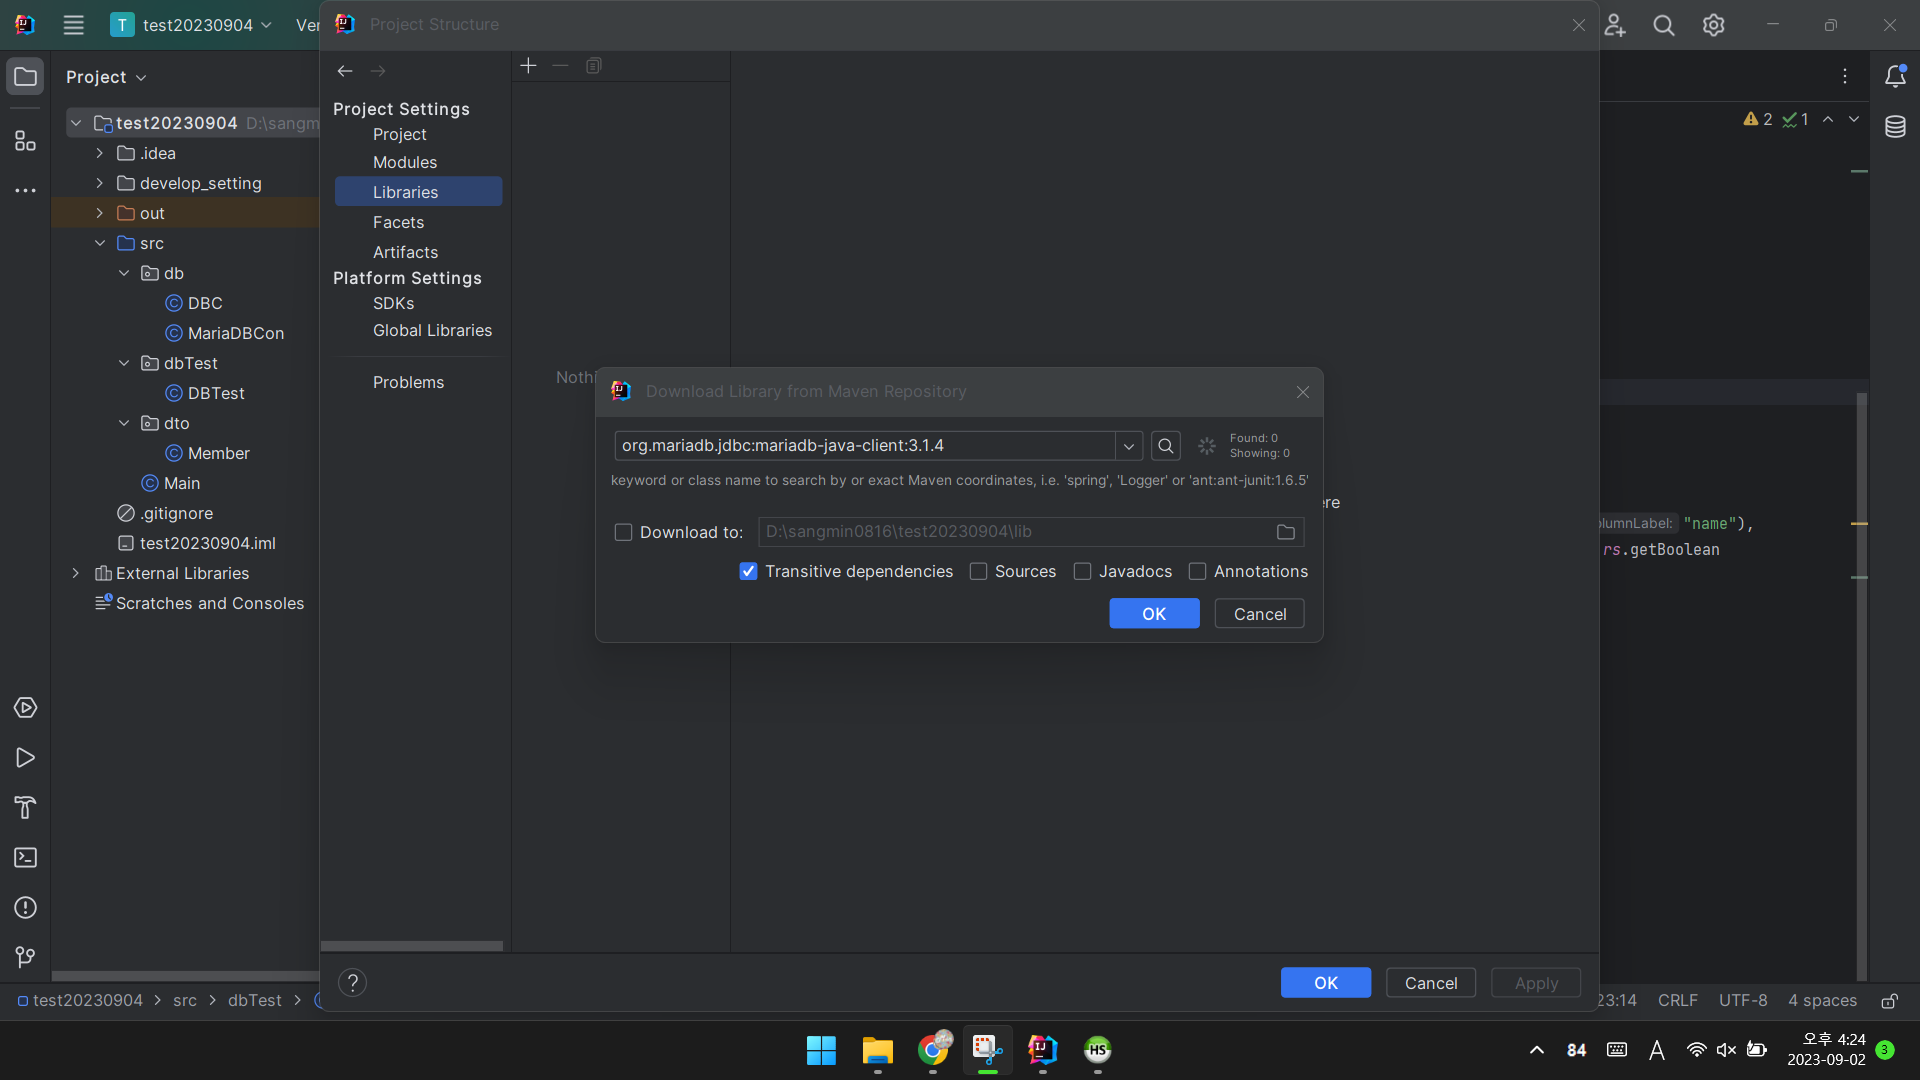 T test20230904
Project Structure
Project
Project Settings
Project
Modules
Libraries
Facets
Artifacts
Platform Settings
SDKs
Global Libraries
Problems
test20230904
.idea
develop_setting
out
src
db
DBC
MariaDBCon
dbTest
DBTest
dto
Member
Main
.gitignore
test20230904.iml
External Libraries
Scratches and Consoles
2 1
Download Library from Maven Repository
org.mariadb.jdbc:mariadb-java-client:3.1.4
Found: 0
Showing: 0
keyword or class name to search by or exact Maven coordinates, i.e. 'spring', 'Logger' or 'ant:ant-junit:1.6.5'
Download to: D:\sangmin0816\test20230904\lib
Transitive dependencies Sources Javadocs Annotations
OK Cancel
"name"),
rs.getBoolean
? OK Cancel Apply
test20230904 > src > dbTest >
23:14 CRLF UTF-8 4 spaces
HS
84 A
오후 4:24
2023-09-02
3